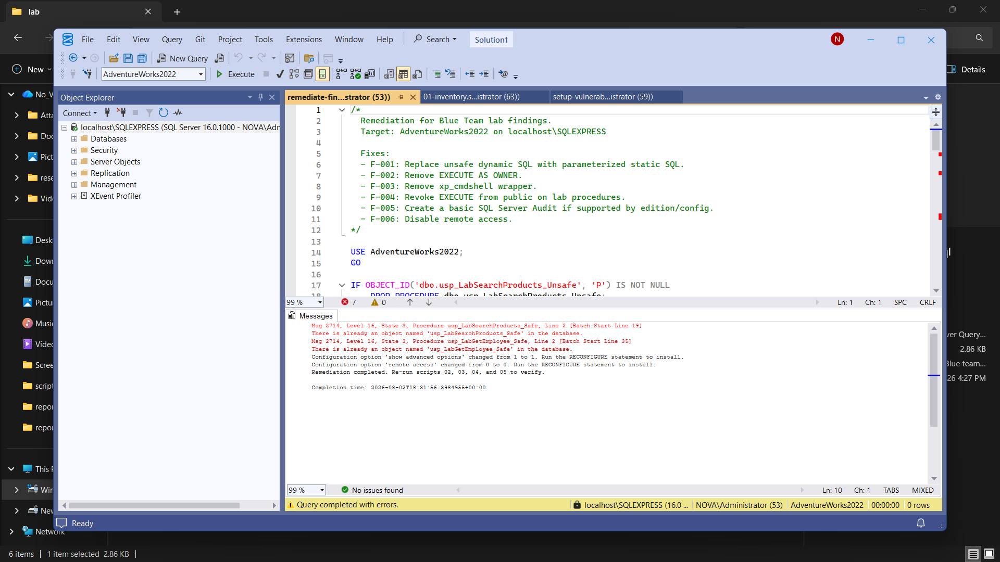 lab
File Edit View Query Git Project Tools Extensions Window Help Search Solution1
N
New Query
AdventureWorks2022 Execute
New
Details
Object Explorer
Connect
localhost\SQLEXPRESS (SQL Server 16.0.1000 - NOVA\Adm
Databases
Security
Server Objects
Replication
Management
XEvent Profiler
remediate-fin...strator (53)) 01-inventory.s...istrator (63)) setup-vulnerab...istrator (59))
1 /*
2 Remediation for Blue Team lab findings.
3 Target: AdventureWorks2022 on localhost\SQLEXPRESS
4
5 Fixes:
6 - F-001: Replace unsafe dynamic SQL with parameterized static SQL.
7 - F-002: Remove EXECUTE AS OWNER.
8 - F-003: Remove xp_cmdshell wrapper.
9 - F-004: Revoke EXECUTE from public on lab procedures.
10 - F-005: Create a basic SQL Server Audit if supported by edition/config.
11 - F-006: Disable remote access.
12 */
13
14 USE AdventureWorks2022;
15 GO
16
17 IF OBJECT_ID('dbo.usp_LabSearchProducts_Unsafe', 'P') IS NOT NULL
18 DROP PROCEDURE dbo.usp_LabSearchProducts_Unsafe;
99 % 7 0 Ln: 1 Ch: 1 SPC CRLF
Messages
Msg 2714, Level 16, State 3, Procedure usp_LabSearchProducts_Safe, Line 2 [Batch Start Line 19]
There is already an object named 'usp_LabSearchProducts_Safe' in the database.
Msg 2714, Level 16, State 3, Procedure usp_LabGetEmployee_Safe, Line 2 [Batch Start Line 35]
There is already an object named 'usp_LabGetEmployee_Safe' in the database.
Configuration option 'show advanced options' changed from 1 to 1. Run the RECONFIGURE statement to install.
Configuration option 'remote access' changed from 0 to 0. Run the RECONFIGURE statement to install.
Remediation completed. Re-run scripts 02, 03, 04, and 05 to verify.
Completion time: 2026-08-02T18:31:56.3984955+00:00
99 % No issues found Ln: 10 Ch: 1 TABS MIXED
Query completed with errors. localhost\SQLEXPRESS (16.0 ... NOVA\Administrator (53) AdventureWorks2022 00:00:00 0 rows
Ready
No_V
Atta
Doc
Pict
rese
Vide
Deskt
Down
Docu
Pictu
Music
Video
Scree
script
repor
repor
This P
Win
New
Network
ver Query...
2.86 KB
Blue team...
26 4:27 PM
6 items 1 item selected 2.86 KB